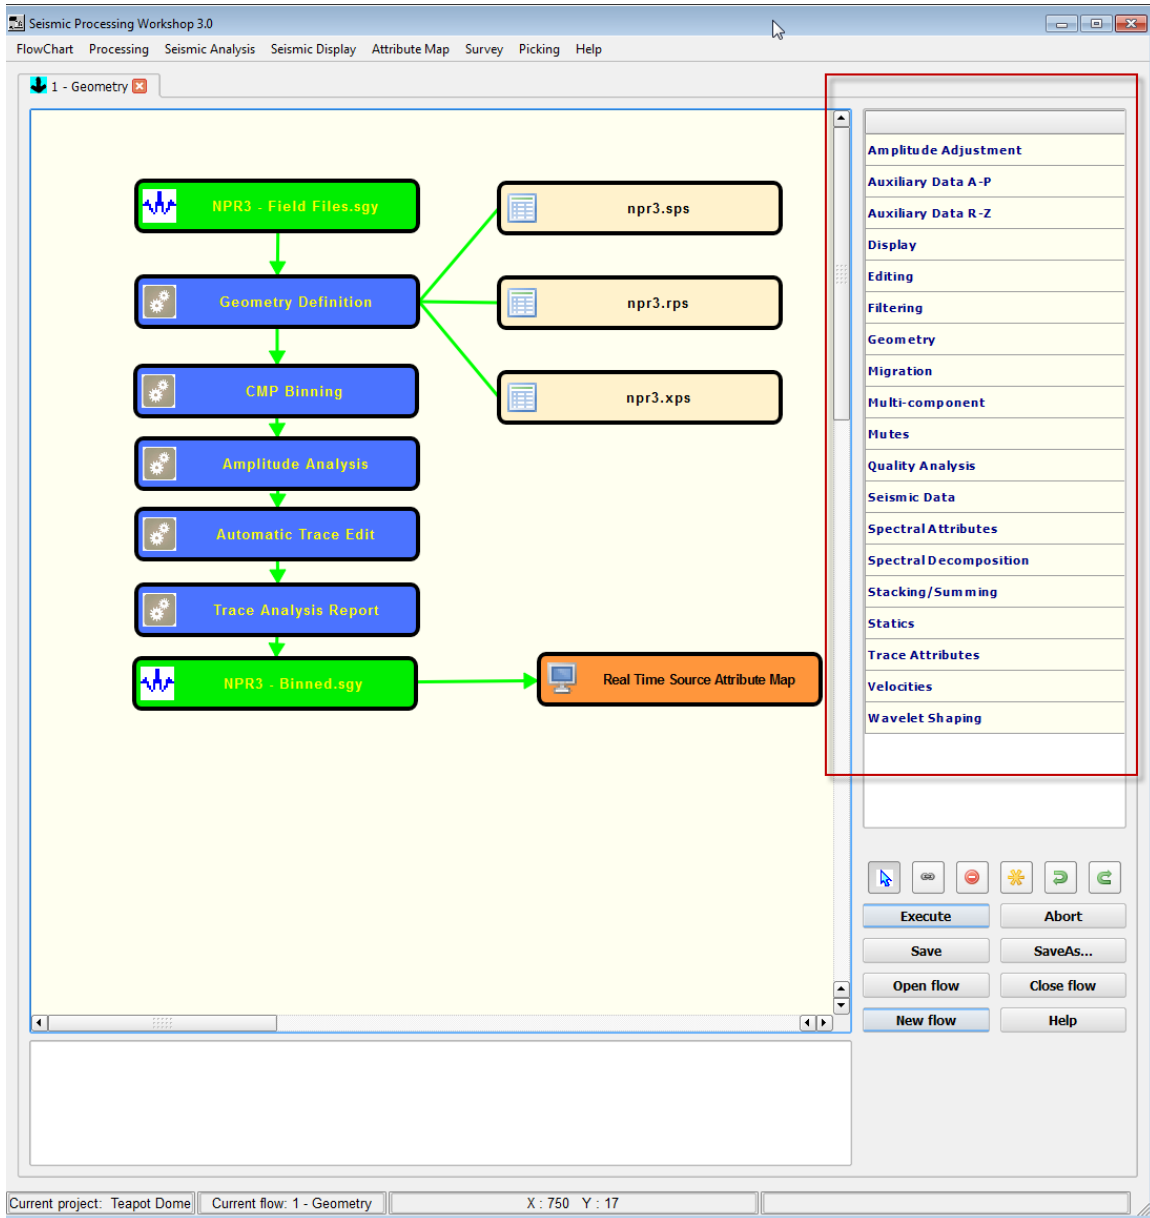 Seismic Processing Workshop 3.0
FlowChart Processing Seismic Analysis Seismic Display Attribute Map Survey Picking Help
1 - Geometry
NPR3 - Field Files.sgy
npr3.sps
Geometry Definition
npr3.rps
CMP Binning
npr3.xps
Amplitude Analysis
Automatic Trace Edit
Trace Analysis Report
NPR3 - Binned.sgy
Real Time Source Attribute Map
Amplitude Adjustment
Auxiliary Data A-P
Auxiliary Data R-Z
Display
Editing
Filtering
Geometry
Migration
Multi-component
Mutes
Quality Analysis
Seismic Data
Spectral Attributes
Spectral Decomposition
Stacking/Summing
Statics
Trace Attributes
Velocities
Wavelet Shaping
Execute Abort
Save SaveAs...
Open flow Close flow
New flow Help
Current project: Teapot Dome Current flow: 1 - Geometry X : 750 Y : 17